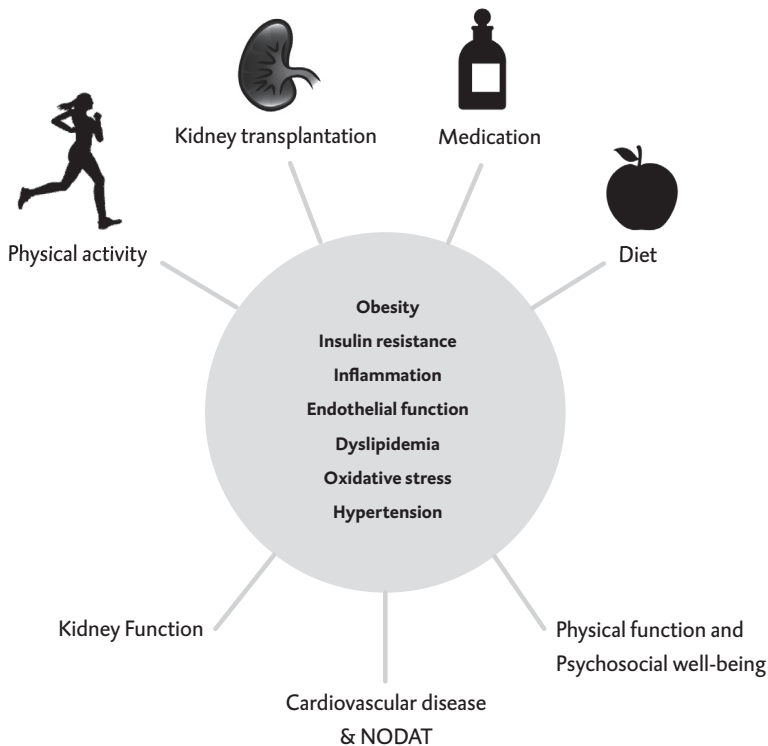 Kidney transplantation
Medication
Physical activity
Diet
Obesity
Insulin resistance
Inflammation
Endothelial function
Dyslipidemia
Oxidative stress
Hypertension
Kidney Function
Physical function and
Psychosocial well-being
Cardiovascular disease
& NODAT